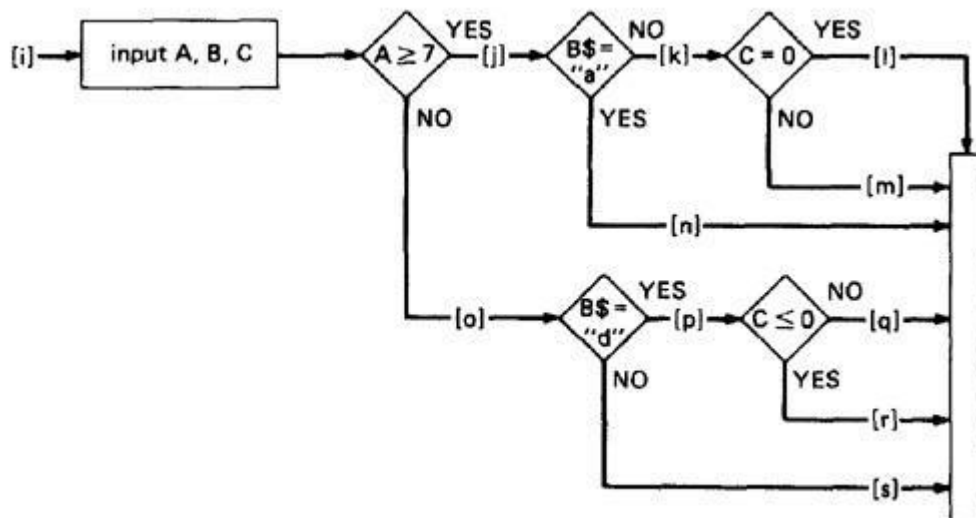 [i]
input A, B, C
A ≥ 7
YES
[j]
B$ =
"a"
NO
[k]
C = 0
YES
[l]
NO
YES
NO
[m]
[n]
[o]
B$ =
"d"
YES
[p]
C ≤ 0
NO
[q]
NO
YES
[r]
[s]